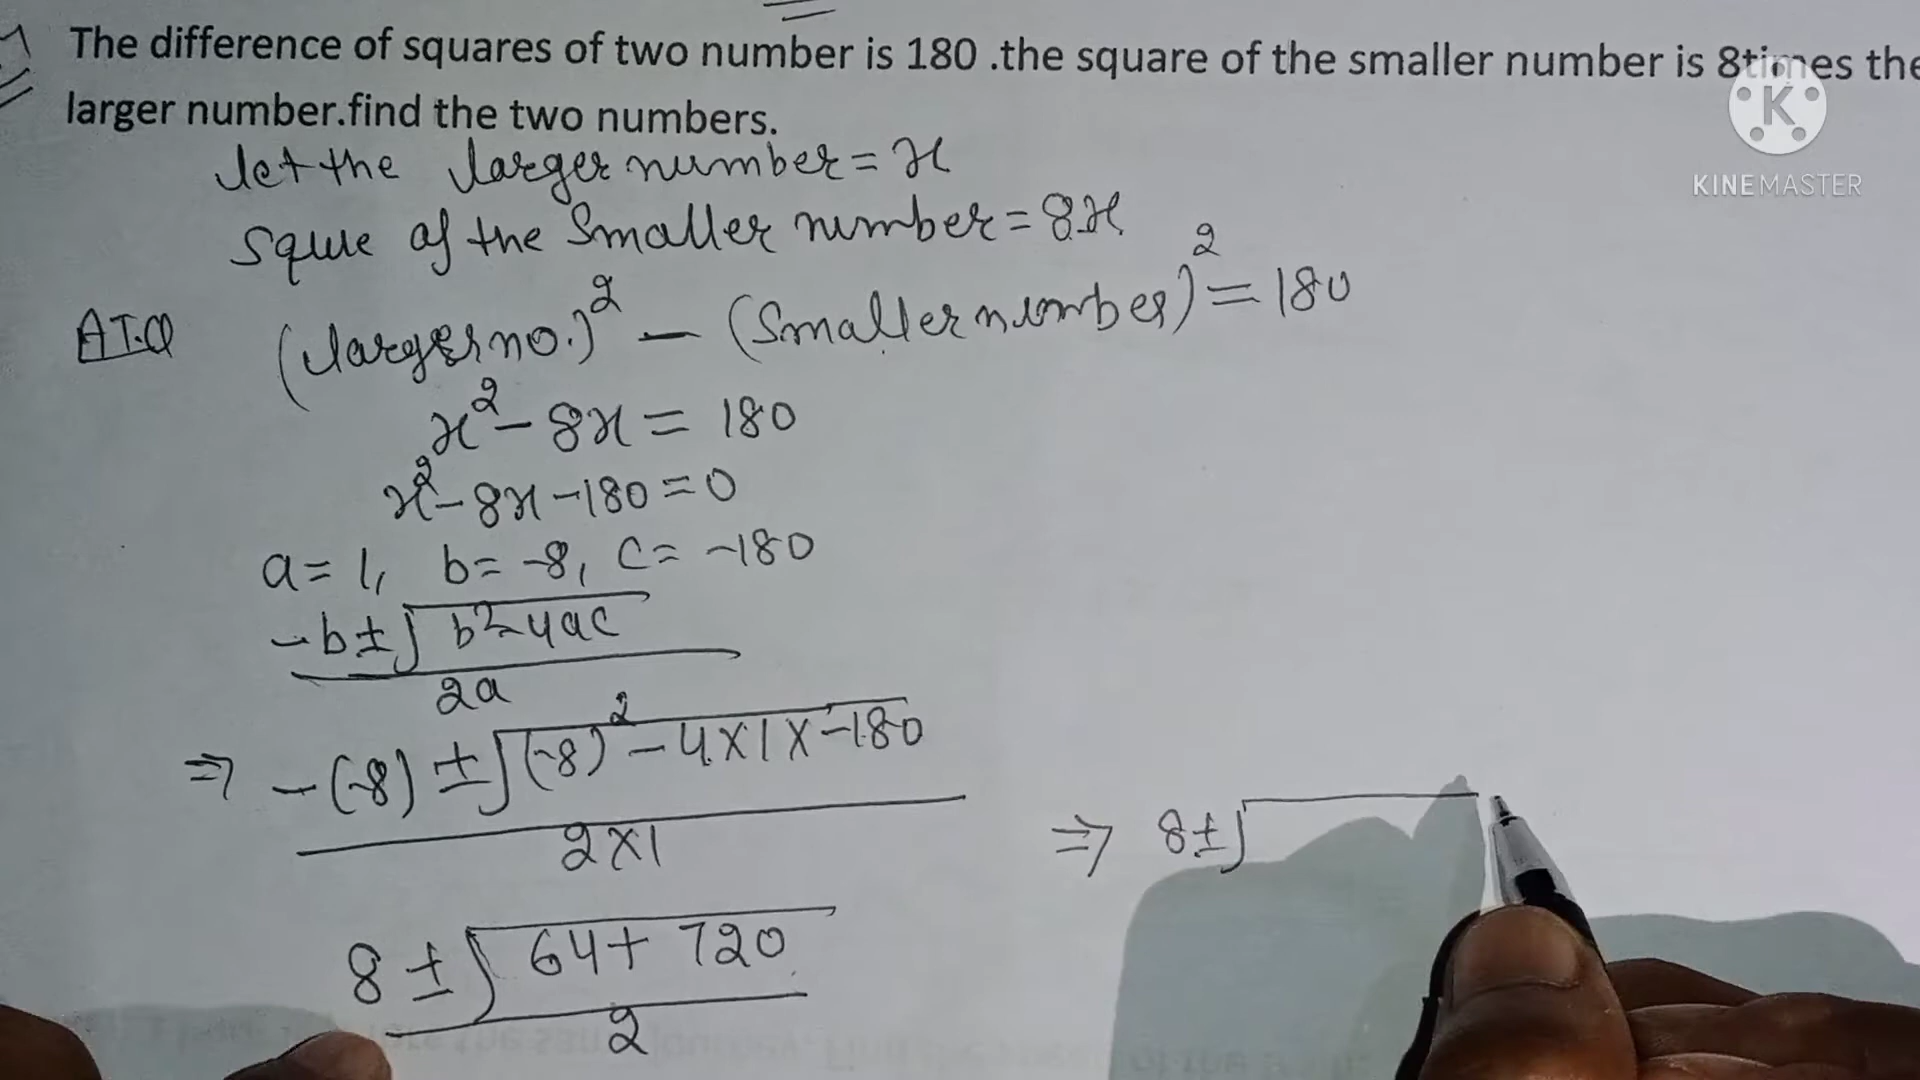 The difference of squares of two number is 180 .the square of the smaller number is 8times the
larger number.find the two numbers.
K
KINEMASTER
let the larger number = x
Squre of the Smaller number = 8x
A.T.Q (larger no.)² — (Smaller number)² = 180
x² - 8x = 180
x² - 8x - 180 = 0
a = 1, b = -8, c = -180
-b ± √b² - 4ac
2a
⇒ -(-8) ± √(-8)² - 4 x 1 x -180
2 x 1
8 ± √64 + 720
2
⇒ 8 ± √